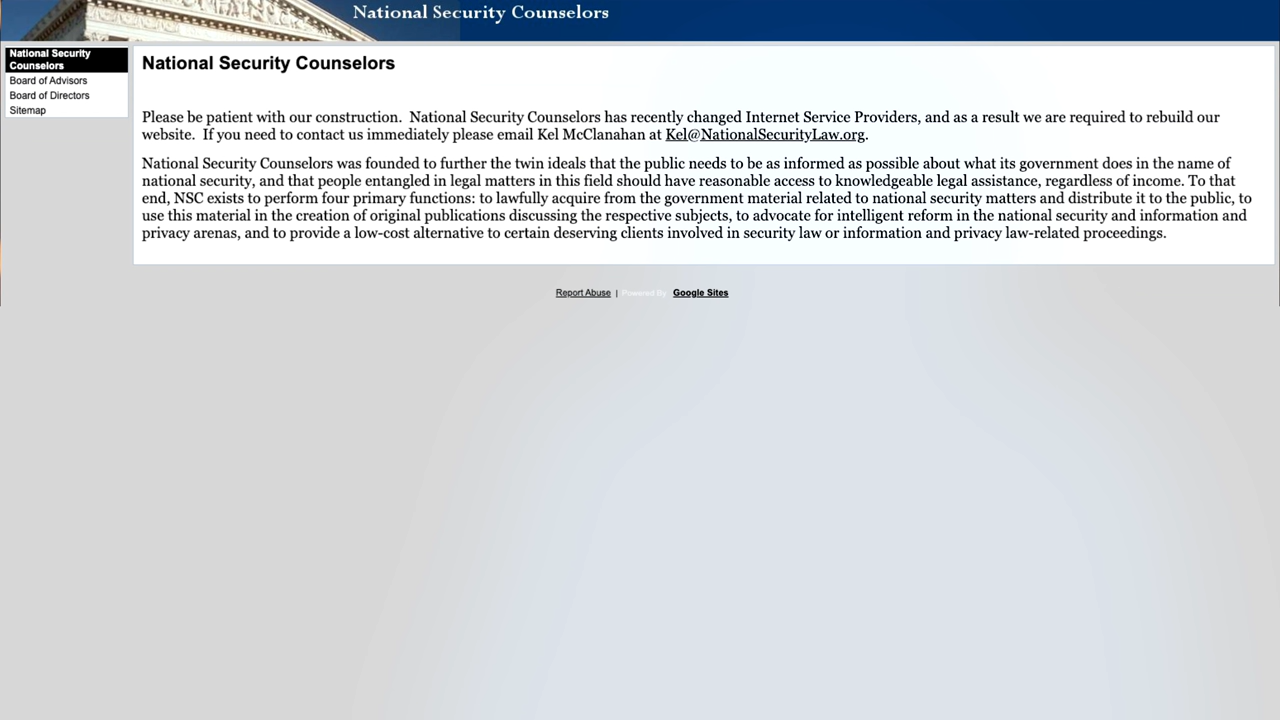 National Security Counselors
National Security
Counselors
Board of Advisors
Board of Directors
Sitemap
National Security Counselors
Please be patient with our construction.  National Security Counselors has recently changed Internet Service Providers, and as a result we are required to rebuild our
website.  If you need to contact us immediately please email Kel McClanahan at Kel@NationalSecurityLaw.org.
National Security Counselors was founded to further the twin ideals that the public needs to be as informed as possible about what its government does in the name of
national security, and that people entangled in legal matters in this field should have reasonable access to knowledgeable legal assistance, regardless of income. To that
end, NSC exists to perform four primary functions: to lawfully acquire from the government material related to national security matters and distribute it to the public, to
use this material in the creation of original publications discussing the respective subjects, to advocate for intelligent reform in the national security and information and
privacy arenas, and to provide a low-cost alternative to certain deserving clients involved in security law or information and privacy law-related proceedings.
Report Abuse | Powered By Google Sites